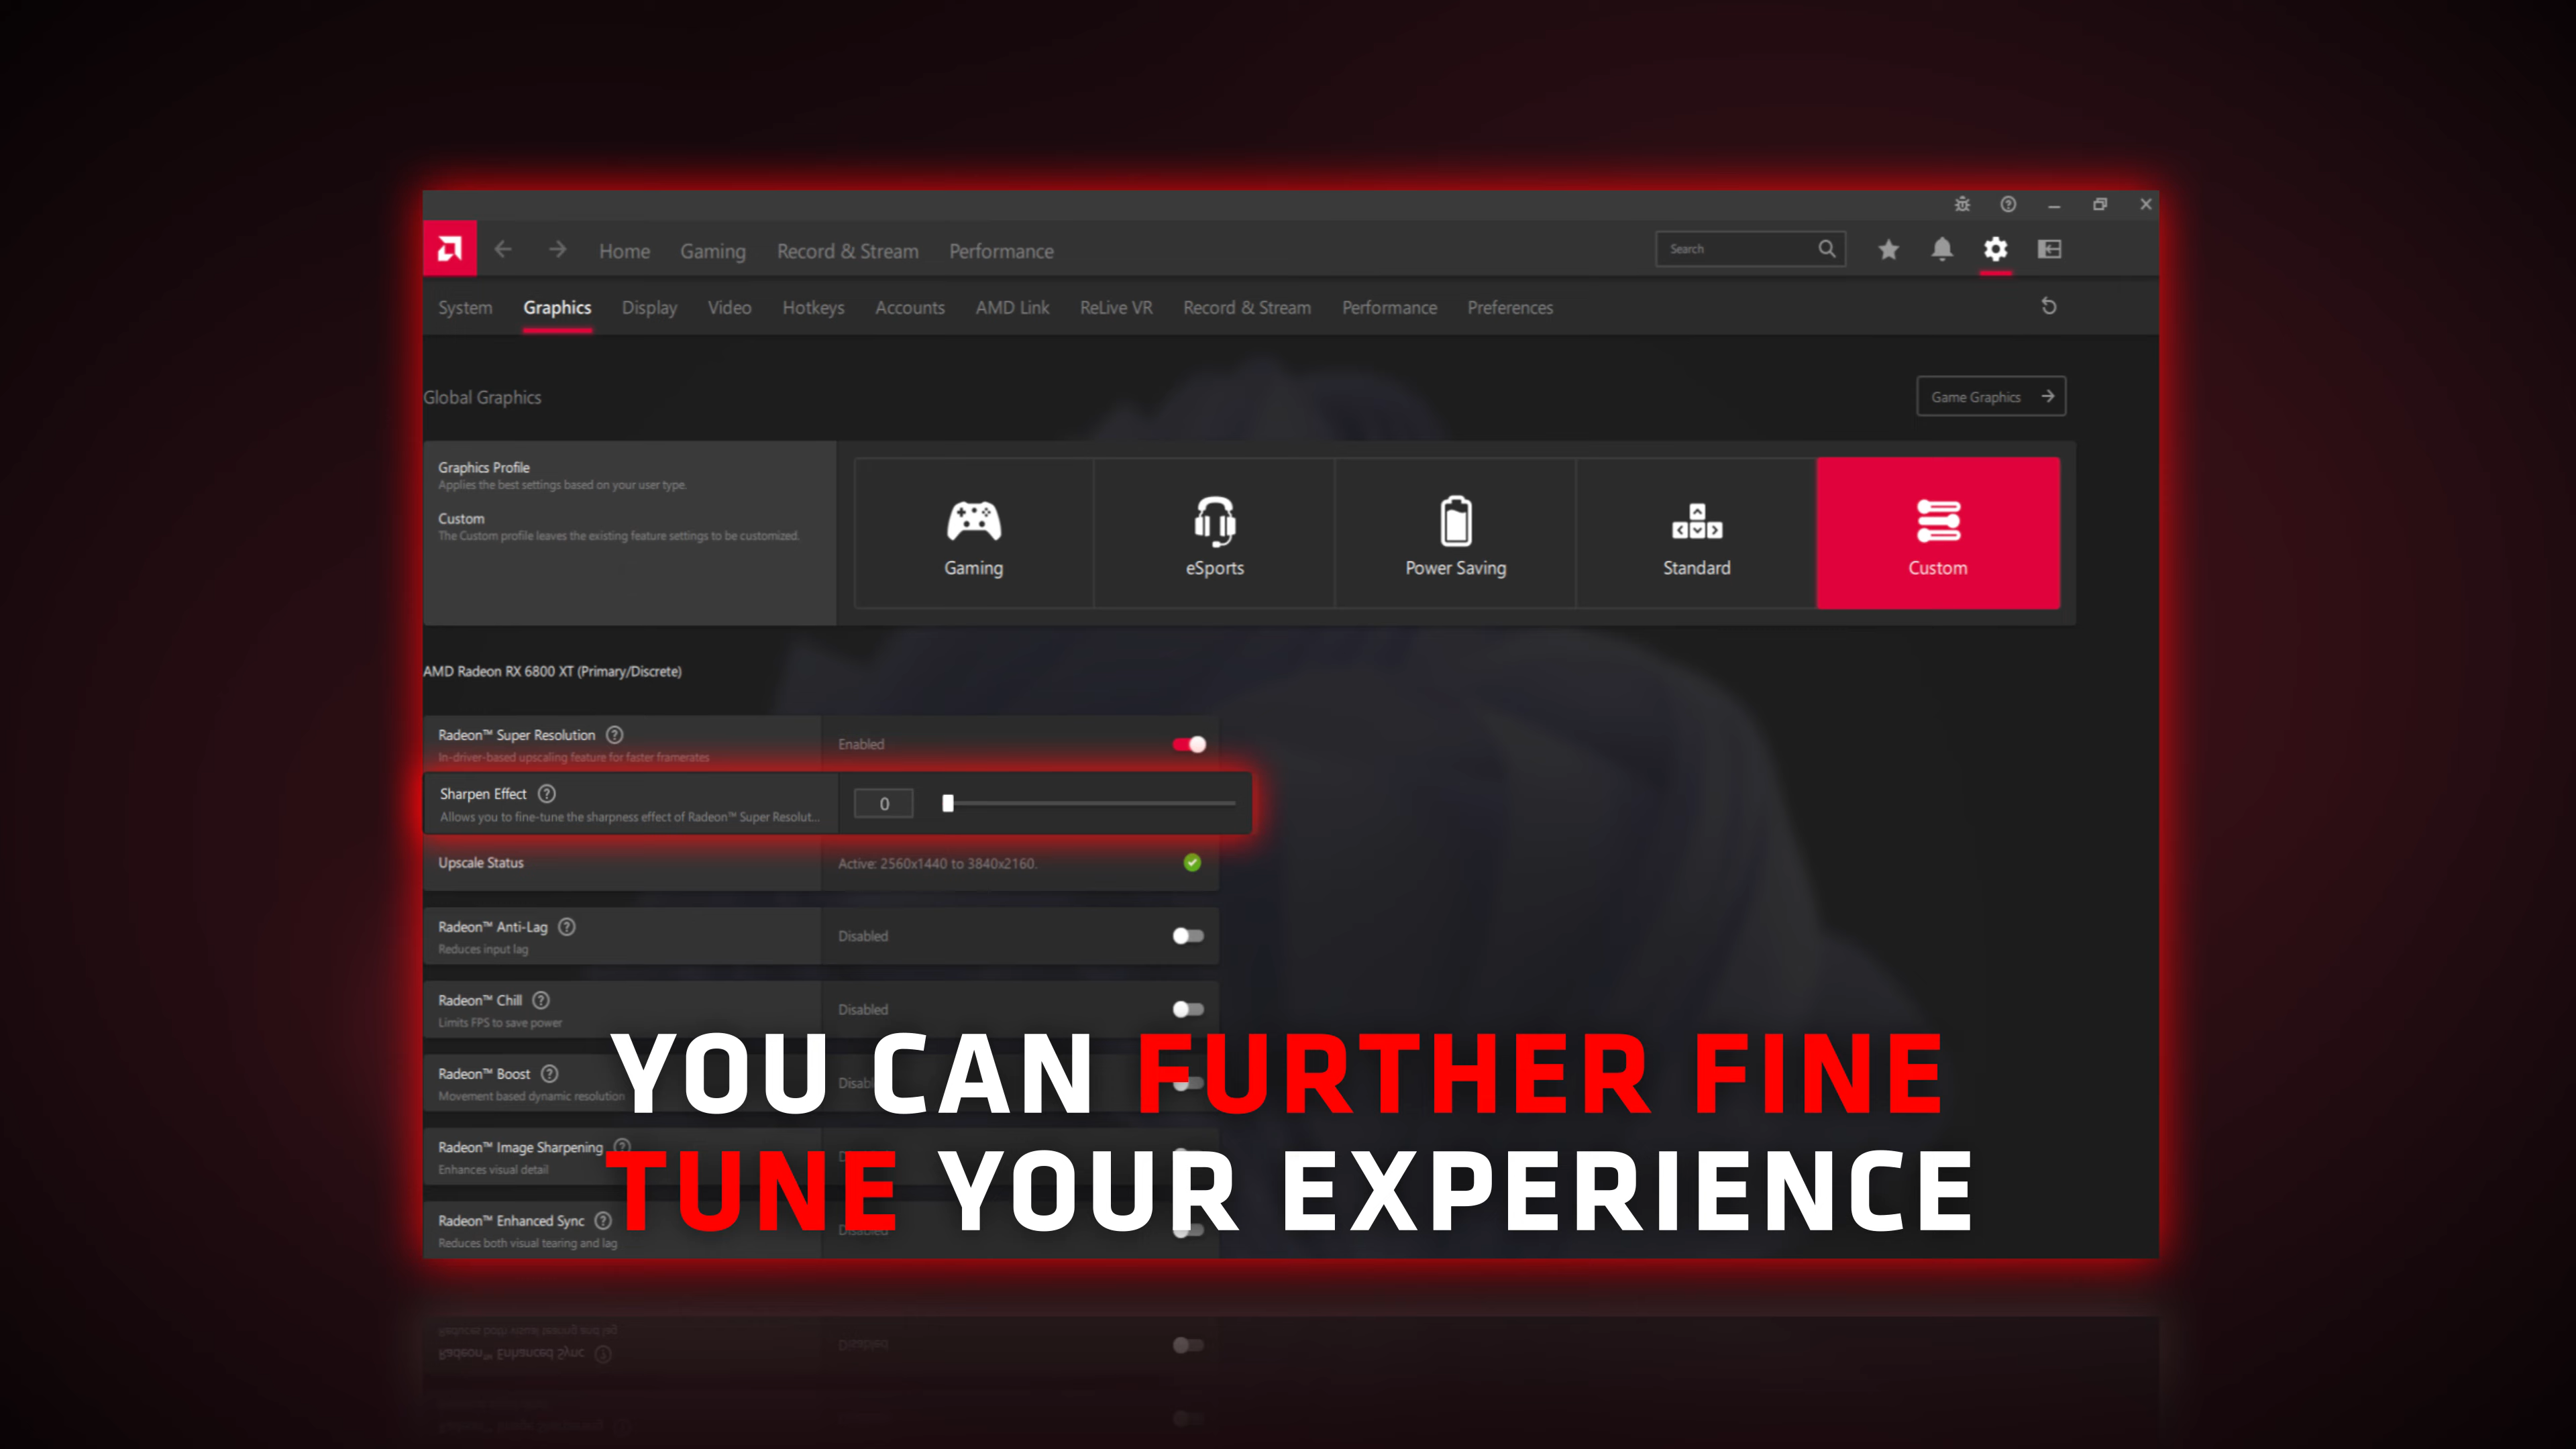 Home Gaming Record & Stream Performance Search
System Graphics Display Video Hotkeys Accounts AMD Link ReLive VR Record & Stream Performance Preferences
Global Graphics
Game Graphics
Graphics Profile
Applies the best settings based on your user type.
Custom
The Custom profile leaves the existing feature settings to be customized.
Gaming eSports Power Saving Standard Custom
AMD Radeon RX 6800 XT (Primary/Discrete)
Radeon™ Super Resolution
In-driver-based upscaling feature for faster framerates
Enabled
Sharpen Effect
Allows you to fine-tune the sharpness effect of Radeon™ Super Resolut...
0
Upscale Status
Active: 2560x1440 to 3840x2160.
Radeon™ Anti-Lag
Reduces input lag
Disabled
Radeon™ Chill
Limits FPS to save power
Disabled
Radeon™ Boost
Movement based dynamic resolution
Radeon™ Image Sharpening
Enhances visual detail
Radeon™ Enhanced Sync
Reduces both visual tearing and lag
Disabled
YOU CAN FURTHER FINE
TUNE YOUR EXPERIENCE